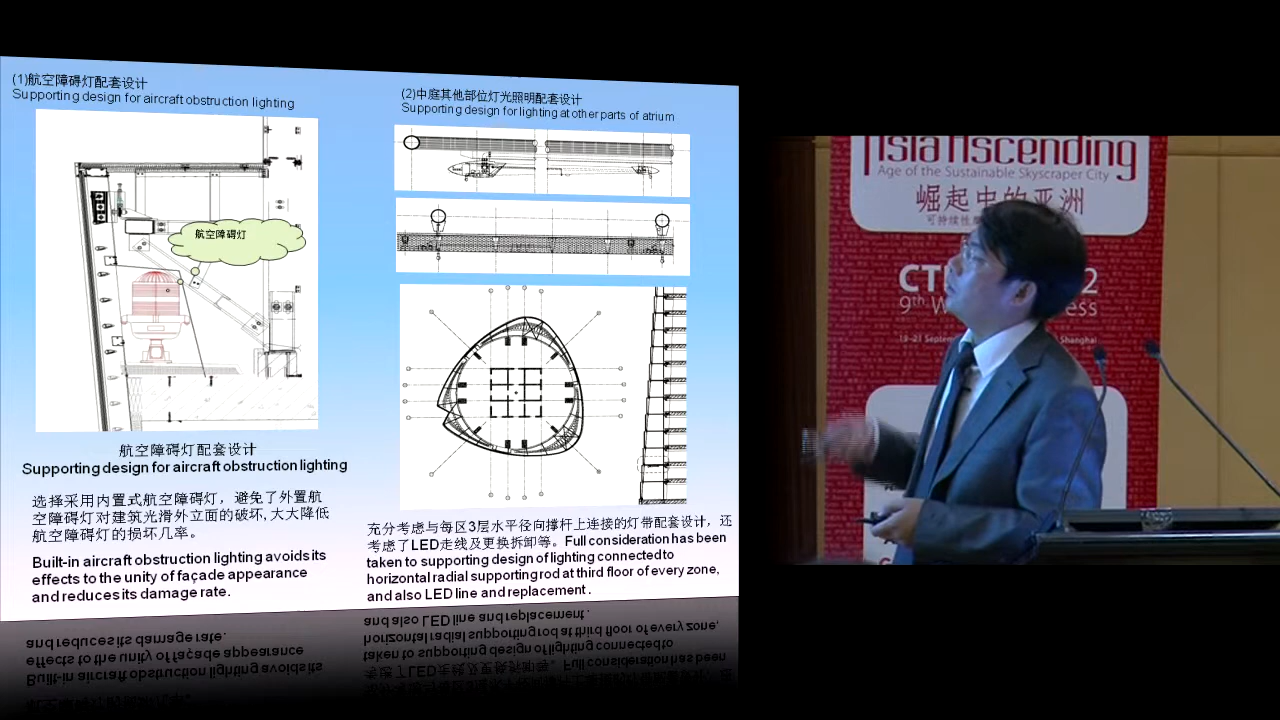 (1)航空障碍灯配套设计
Supporting design for aircraft obstruction lighting
航空障碍灯
航空障碍灯配套设计
Supporting design for aircraft obstruction lighting
选择采用内置式航空障碍灯，避免了外置航
空障碍灯对建筑光滑外立面的破坏,大大降低
航空障碍灯的损坏几率。
Built-in aircraft obstruction lighting avoids its
effects to the unity of façade appearance
and reduces its damage rate.
(2)中庭其他部位灯光照明配套设计
Supporting design for lighting at other parts of atrium
充分考虑与每区3层水平径向撑杆上连接的灯带配套设计，还
考虑了LED走线及更换拆卸等。Full consideration has been
taken to supporting design of lighting connected to
horizontal radial supporting rod at third floor of every zone,
and also LED line and replacement .
Asia Ascending
Age of the Sustainable Skyscraper City
崛起中的亚洲
可持续性
CT
2
9th W
ess
19-21 Septe
Shanghai